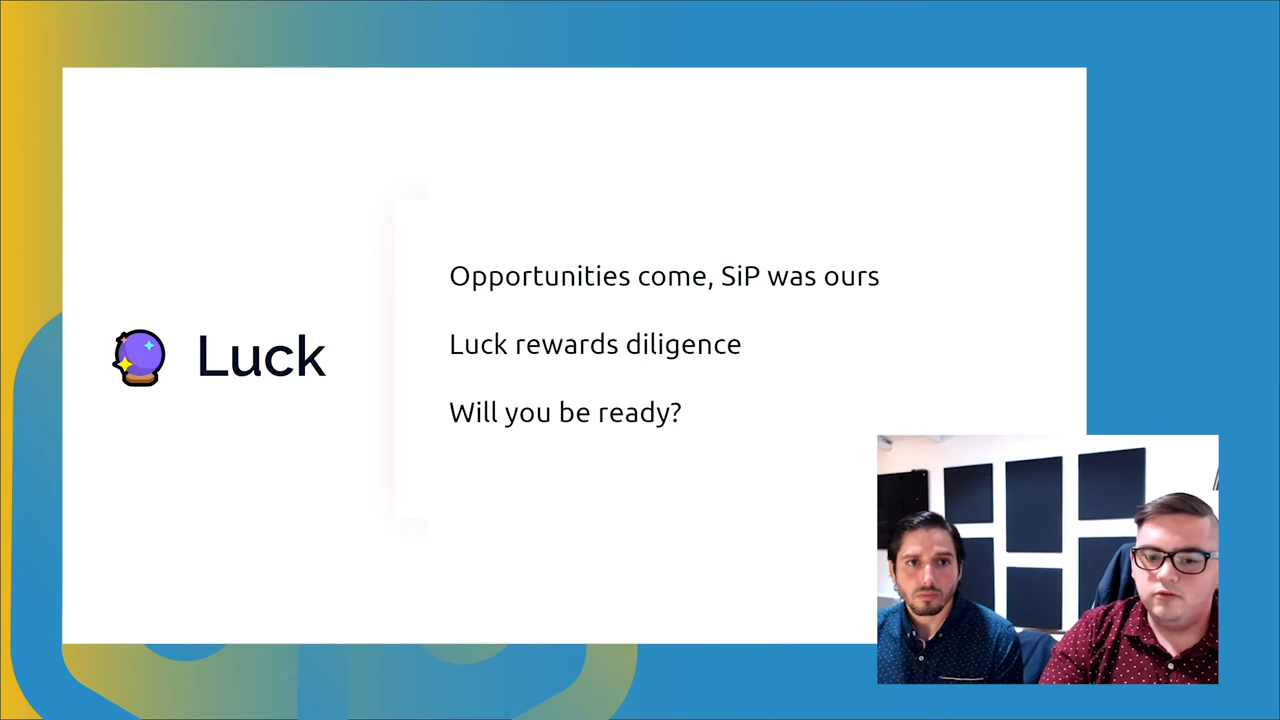 Luck
Opportunities come, SiP was ours
Luck rewards diligence
Will you be ready?